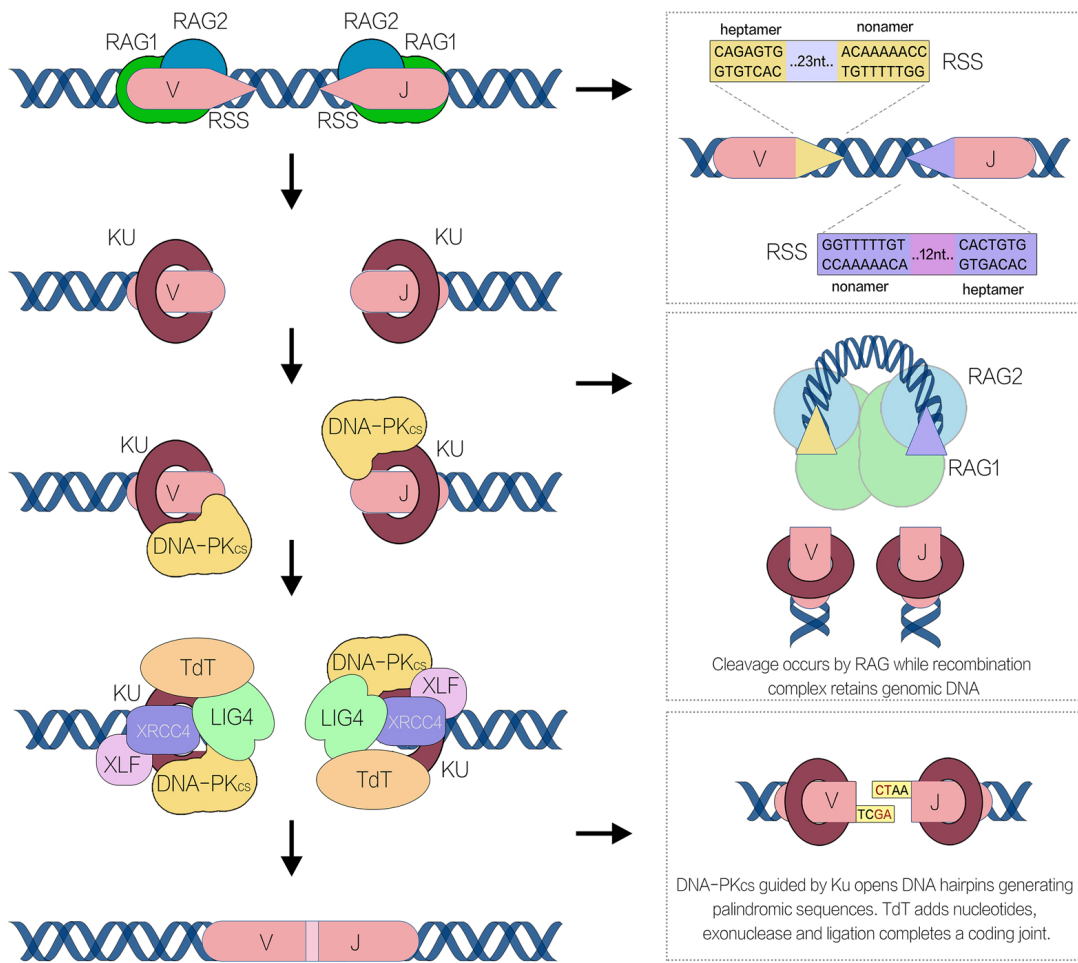 RAG2
RAG2
RAG1
RAG1
V
J
RSS
RSS
KU
KU
V
J
DNA-PKcs
KU
KU
V
J
DNA-PKcs
TdT
DNA-PKcs
KU
XLF
LIG4
LIG4
XRCC4
XRCC4
XLF
KU
DNA-PKcs
TdT
V
J
heptamer
nonamer
CAGAGTG
..23nt..
ACAAAAACC
RSS
GTGTCAC
TGTTTTTGG
V
J
RSS
GGTTTTTGT
..12nt..
CACTGTG
CCAAAAACA
GTGACAC
nonamer
heptamer
RAG2
RAG1
V
J
Cleavage occurs by RAG while recombination
complex retains genomic DNA
V
CTAA
J
TCGA
DNA-PKcs guided by Ku opens DNA hairpins generating
palindromic sequences. TdT adds nucleotides,
exonuclease and ligation completes a coding joint.